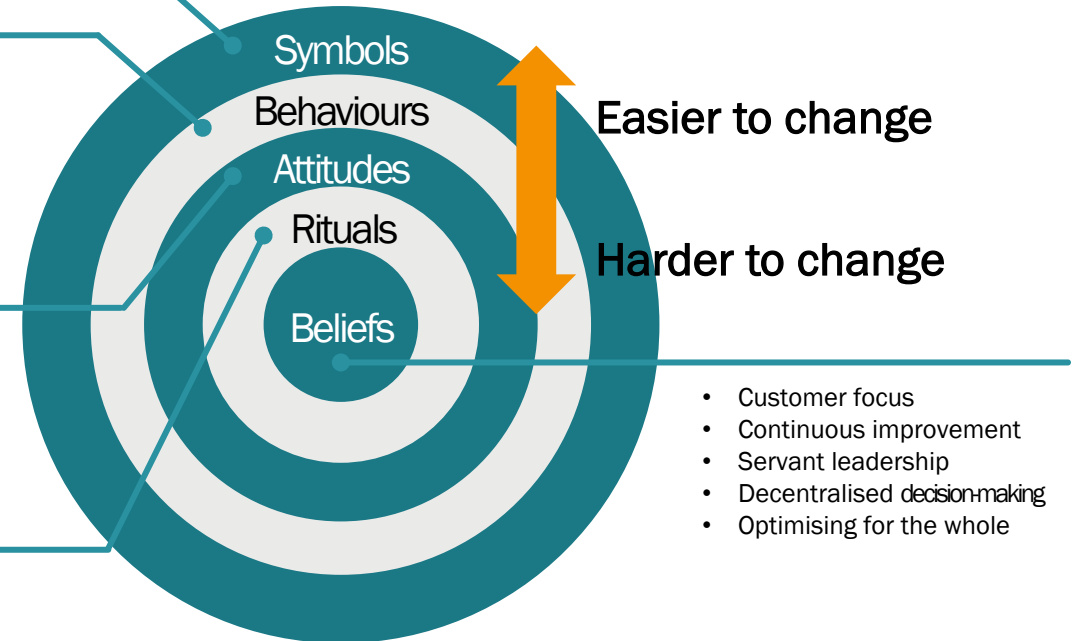 Symbols
Behaviours
Attitudes
Rituals
Beliefs
Easier to change
Harder to change
• Customer focus
• Continuous improvement
• Servant leadership
• Decentralised decision-making
• Optimising for the whole